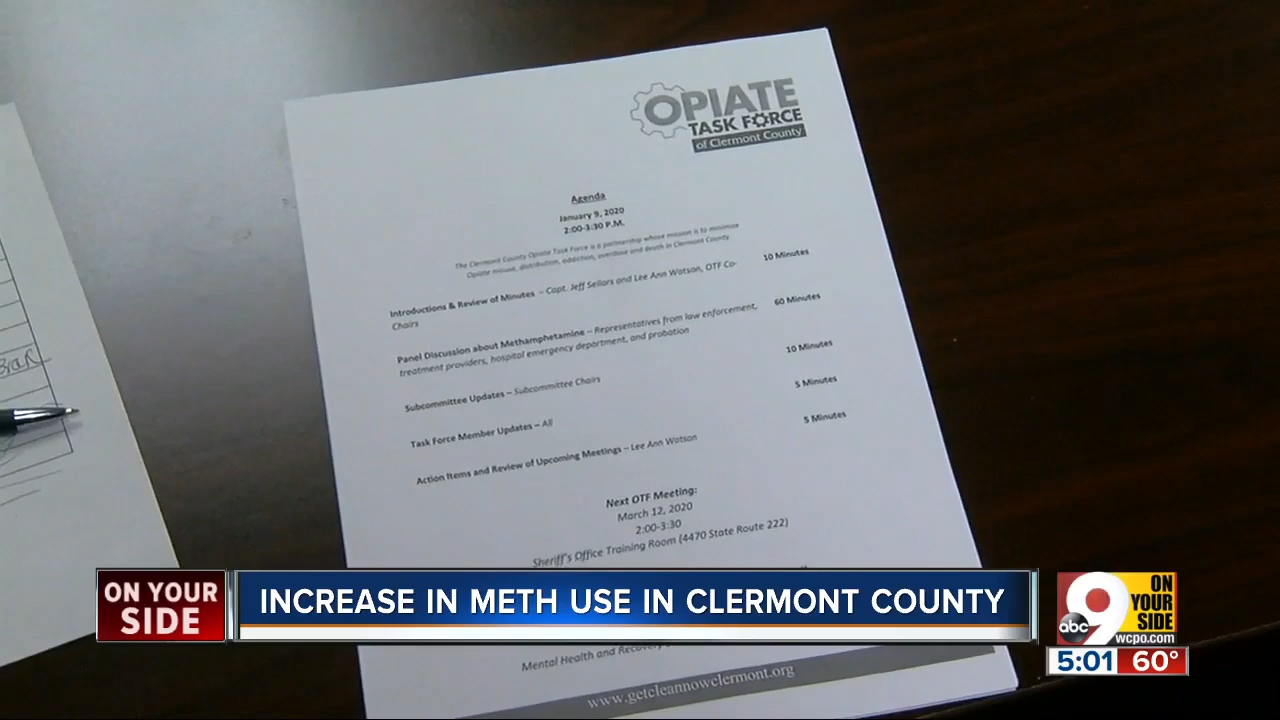 OPIATE
TASK FORCE
of Clermont County
Agenda
January 9, 2020
2:00-3:30 P.M.
The Clermont County Opiate Task Force is a partnership whose mission is to minimize
Opiate misuse, distribution, addiction, overdose and death in Clermont County.
Introductions & Review of Minutes – Capt. Jeff Sellars and Lee Ann Watson, OTF Co-
Chairs
10 Minutes
Panel Discussion about Methamphetamine – Representatives from law enforcement,
treatment providers, hospital emergency department, and probation
60 Minutes
Subcommittee Updates – Subcommittee Chairs
10 Minutes
Task Force Member Updates – All
5 Minutes
Action Items and Review of Upcoming Meetings – Lee Ann Watson
5 Minutes
Next OTF Meeting:
March 12, 2020
2:00-3:30
Sheriff's Office Training Room (4470 State Route 222)
ON YOUR
SIDE
INCREASE IN METH USE IN CLERMONT COUNTY
abc 9
ON
YOUR
SIDE
wcpo.com
5:01 60°
Mental Health and
www.getcleannowclermont.org